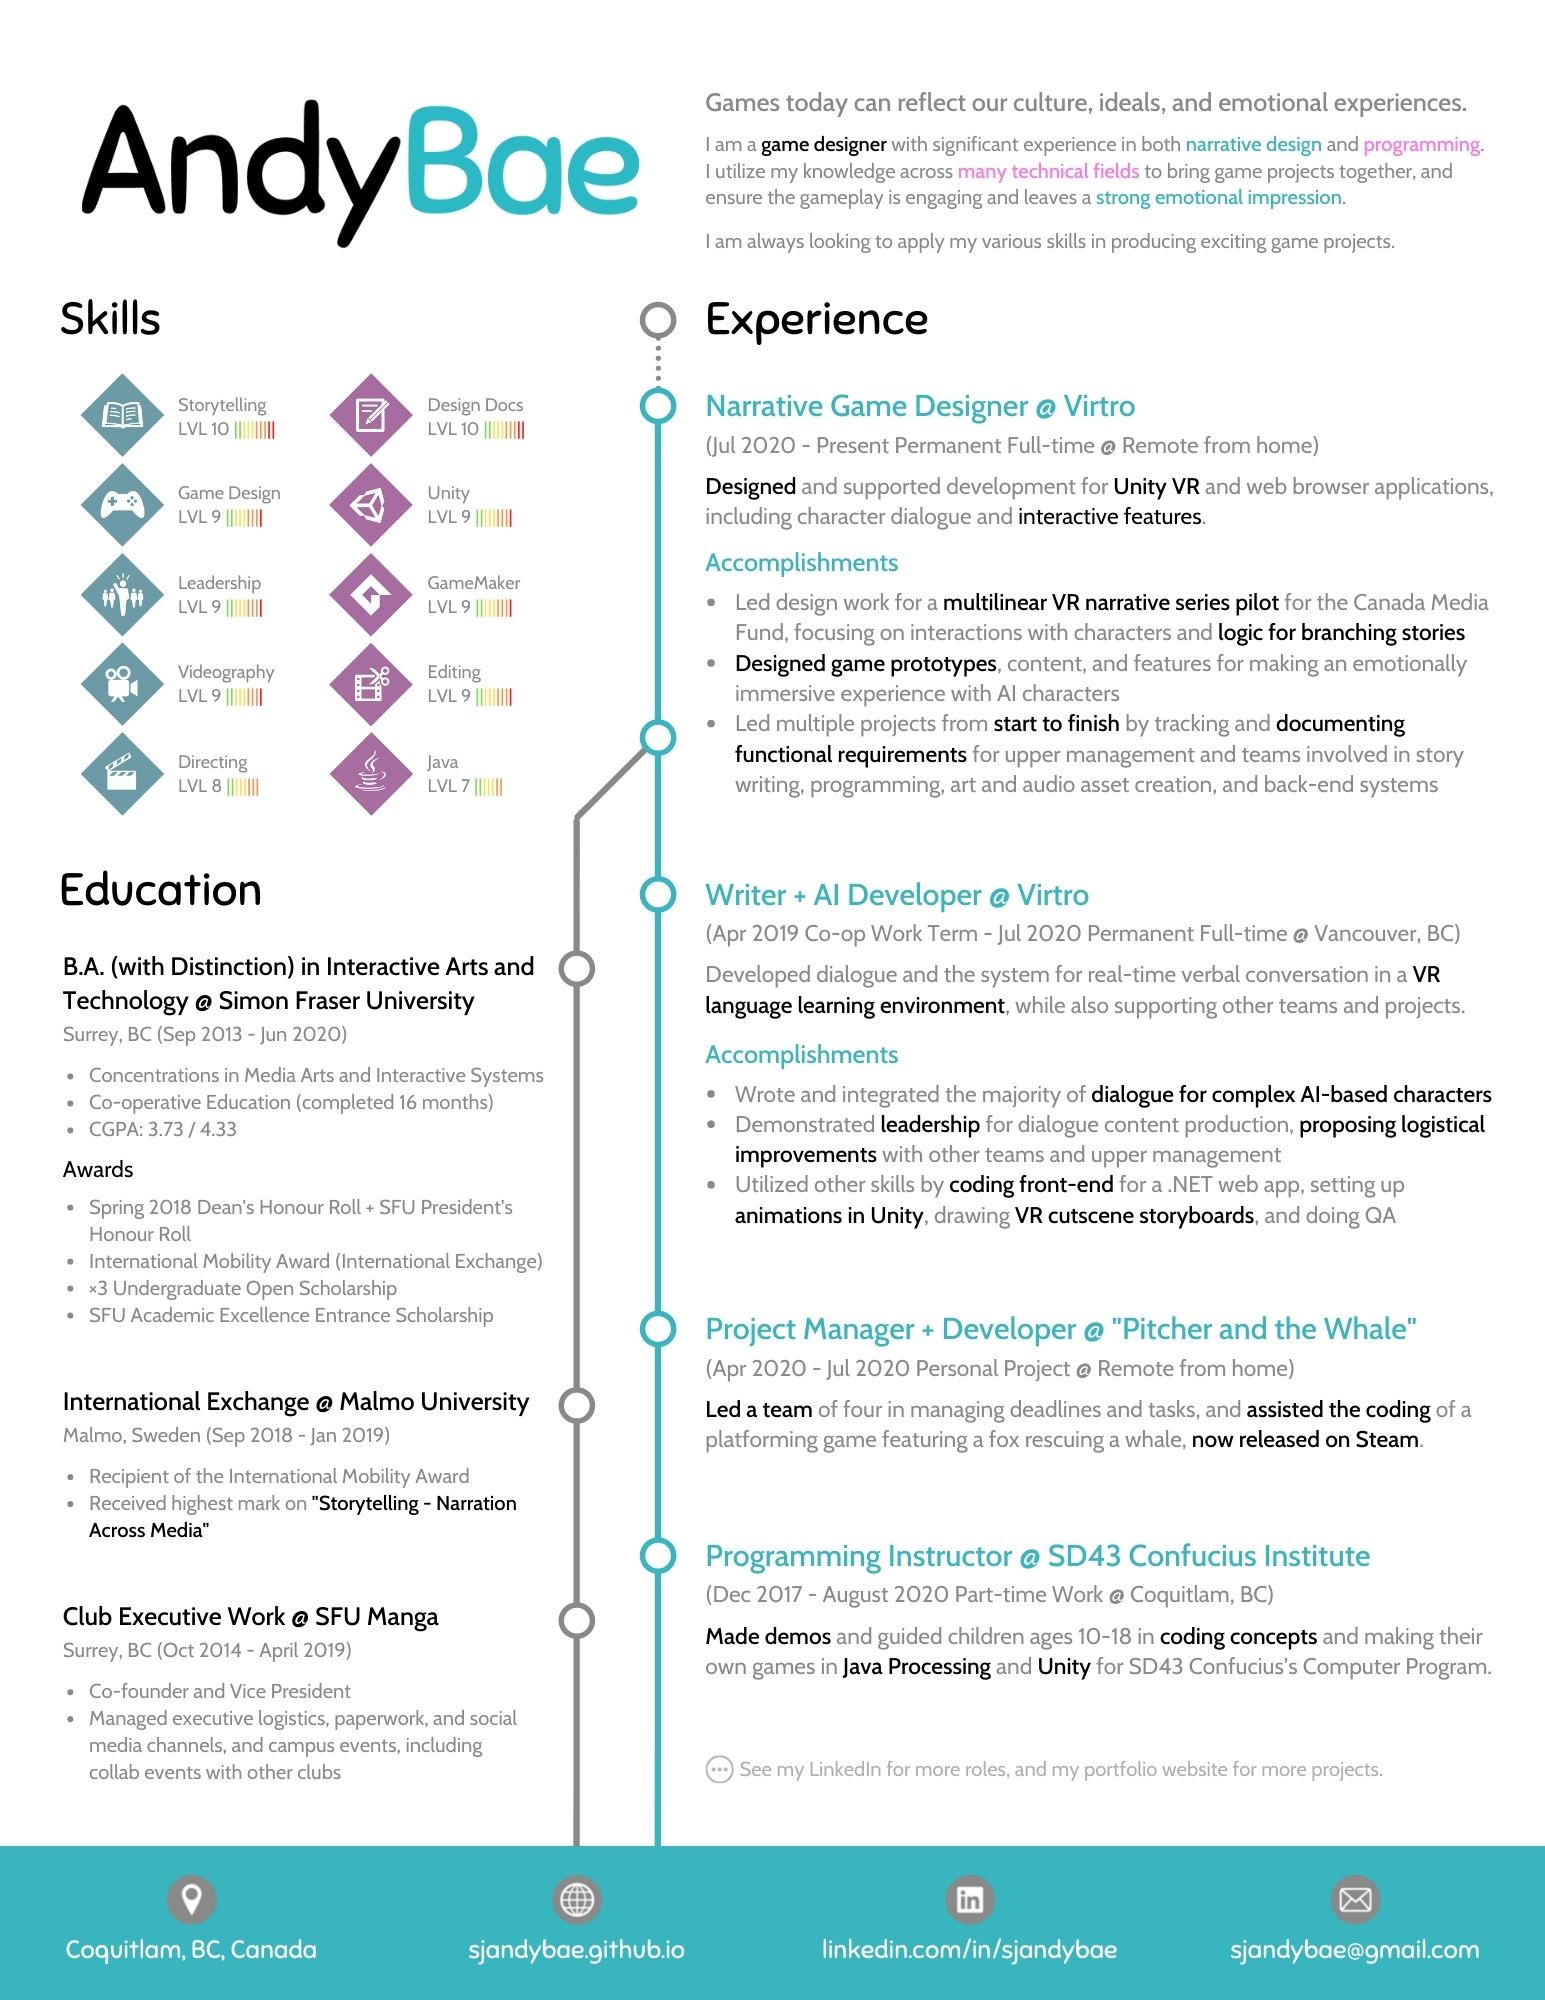 AndyBae
Games today can reflect our culture, ideals, and emotional experiences.
I am a game designer with significant experience in both narrative design and programming.
I utilize my knowledge across many technical fields to bring game projects together, and
ensure the gameplay is engaging and leaves a strong emotional impression.
I am always looking to apply my various skills in producing exciting game projects.
Skills
Storytelling
LVL 10
Design Docs
LVL 10
Game Design
LVL 9
Unity
LVL 9
Leadership
LVL 9
GameMaker
LVL 9
Videography
LVL 9
Editing
LVL 9
Directing
LVL 8
Java
LVL 7
Education
B.A. (with Distinction) in Interactive Arts and
Technology @ Simon Fraser University
Surrey, BC (Sep 2013 - Jun 2020)
• Concentrations in Media Arts and Interactive Systems
• Co-operative Education (completed 16 months)
• CGPA: 3.73 / 4.33
Awards
• Spring 2018 Dean's Honour Roll + SFU President's
Honour Roll
• International Mobility Award (International Exchange)
• ×3 Undergraduate Open Scholarship
• SFU Academic Excellence Entrance Scholarship
International Exchange @ Malmo University
Malmo, Sweden (Sep 2018 - Jan 2019)
• Recipient of the International Mobility Award
• Received highest mark on "Storytelling - Narration
Across Media"
Club Executive Work @ SFU Manga
Surrey, BC (Oct 2014 - April 2019)
• Co-founder and Vice President
• Managed executive logistics, paperwork, and social
media channels, and campus events, including
collab events with other clubs
Experience
Narrative Game Designer @ Virtro
(Jul 2020 - Present Permanent Full-time @ Remote from home)
Designed and supported development for Unity VR and web browser applications,
including character dialogue and interactive features.
Accomplishments
• Led design work for a multilinear VR narrative series pilot for the Canada Media
Fund, focusing on interactions with characters and logic for branching stories
• Designed game prototypes, content, and features for making an emotionally
immersive experience with AI characters
• Led multiple projects from start to finish by tracking and documenting
functional requirements for upper management and teams involved in story
writing, programming, art and audio asset creation, and back-end systems
Writer + AI Developer @ Virtro
(Apr 2019 Co-op Work Term - Jul 2020 Permanent Full-time @ Vancouver, BC)
Developed dialogue and the system for real-time verbal conversation in a VR
language learning environment, while also supporting other teams and projects.
Accomplishments
• Wrote and integrated the majority of dialogue for complex AI-based characters
• Demonstrated leadership for dialogue content production, proposing logistical
improvements with other teams and upper management
• Utilized other skills by coding front-end for a .NET web app, setting up
animations in Unity, drawing VR cutscene storyboards, and doing QA
Project Manager + Developer @ "Pitcher and the Whale"
(Apr 2020 - Jul 2020 Personal Project @ Remote from home)
Led a team of four in managing deadlines and tasks, and assisted the coding of a
platforming game featuring a fox rescuing a whale, now released on Steam.
Programming Instructor @ SD43 Confucius Institute
(Dec 2017 - August 2020 Part-time Work @ Coquitlam, BC)
Made demos and guided children ages 10-18 in coding concepts and making their
own games in Java Processing and Unity for SD43 Confucius's Computer Program.
See my LinkedIn for more roles, and my portfolio website for more projects.
Coquitlam, BC, Canada
sjandybae.github.io
in
linkedin.com/in/sjandybae
sjandybae@gmail.com